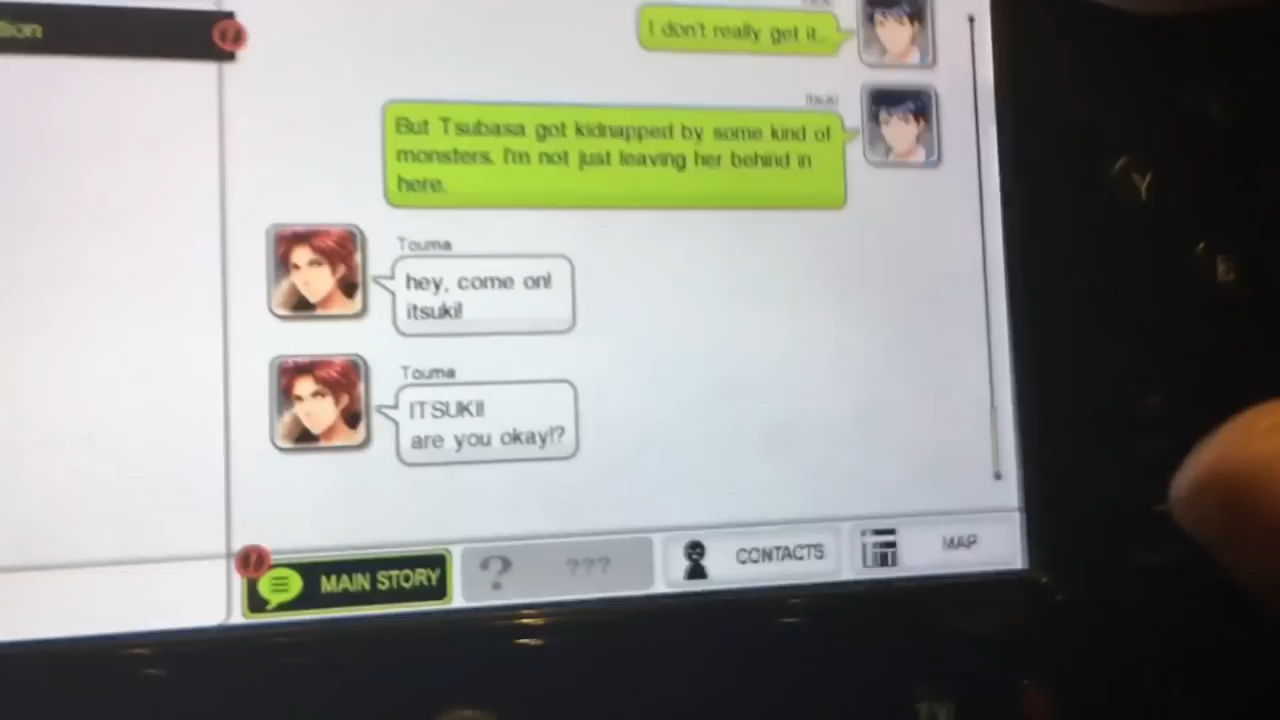 I don't really get it...
Itsuki
But Tsubasa got kidnapped by some kind of
monsters. I'm not just leaving her behind in
here.
Touma
hey, come on!
itsuki!
Touma
ITSUKI!
are you okay!?
MAIN STORY
? ???
CONTACTS
MAP
Y
B
TV